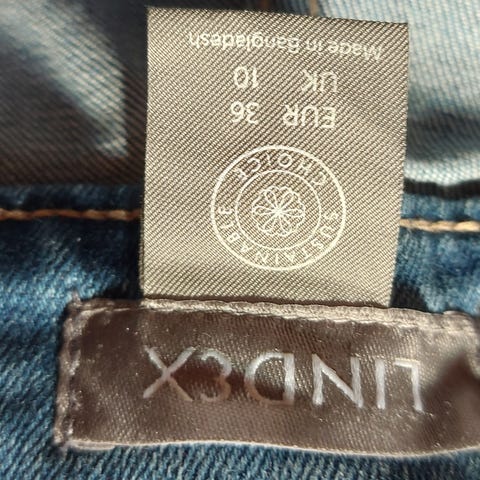 LINDEX
SUSTAINABLE CHOICE
EUR 36
UK 10
Made in Bangladesh